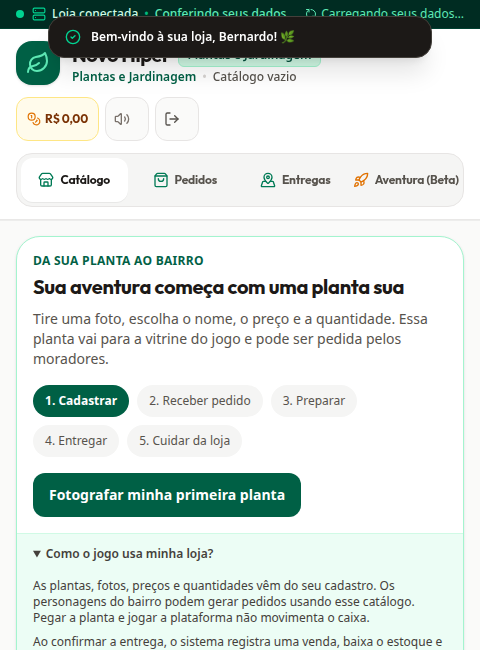 Loja conectada • Conferindo seus dados Carregando seus dados...
Bem-vindo à sua loja, Bernardo! 🌿
Plantas e Jardinagem • Catálogo vazio
R$ 0,00
Catálogo Pedidos Entregas Aventura (Beta)
DA SUA PLANTA AO BAIRRO
Sua aventura começa com uma planta sua
Tire uma foto, escolha o nome, o preço e a quantidade. Essa
planta vai para a vitrine do jogo e pode ser pedida pelos
moradores.
1. Cadastrar 2. Receber pedido 3. Preparar
4. Entregar 5. Cuidar da loja
Fotografar minha primeira planta
▼ Como o jogo usa minha loja?
As plantas, fotos, preços e quantidades vêm do seu cadastro. Os
personagens do bairro podem gerar pedidos usando esse catálogo.
Pegar a planta e jogar a plataforma não movimenta o caixa.
Ao confirmar a entrega, o sistema registra uma venda, baixa o estoque e